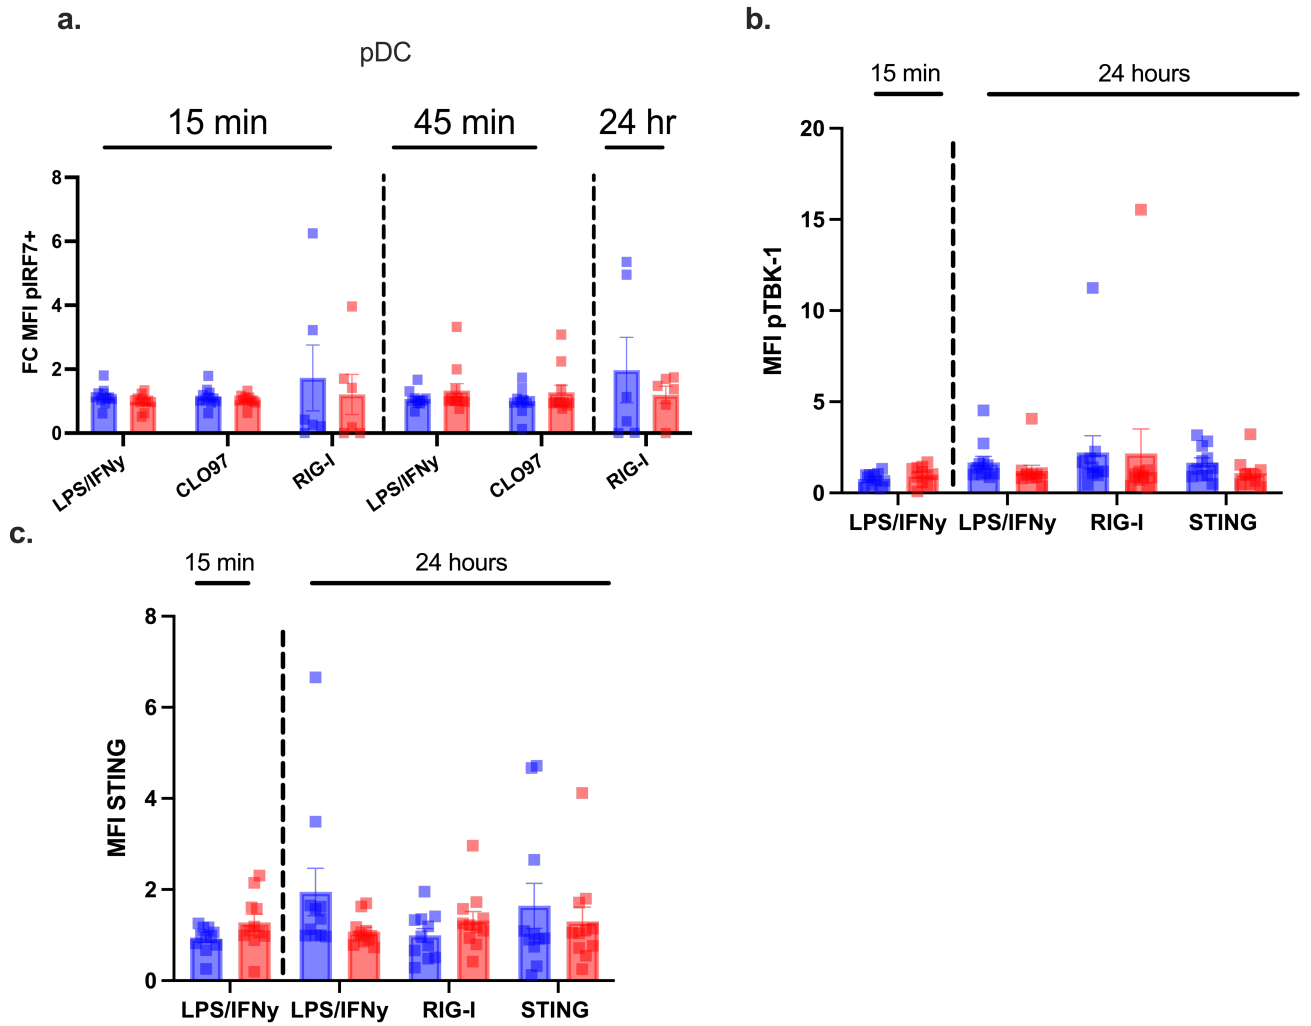 a.
pDC
15 min
45 min
24 hr
FC MFI pIRF7+
8
6
4
2
0
LPS/IFNy
CLO97
RIG-I
LPS/IFNy
CLO97
RIG-I
b.
15 min
24 hours
MFI pTBK-1
20
15
10
5
0
LPS/IFNy
LPS/IFNy
RIG-I
STING
c.
15 min
24 hours
MFI STING
8
6
4
2
0
LPS/IFNy
LPS/IFNy
RIG-I
STING